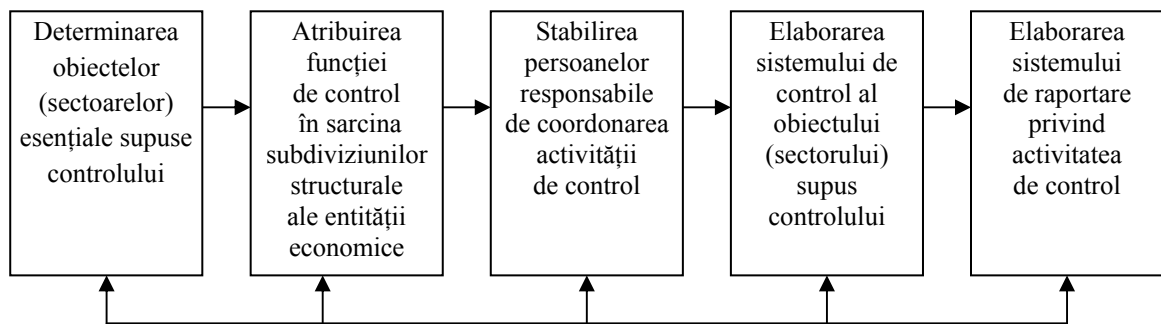 Determinarea
obiectelor
(sectoarelor)
esențiale supuse
controlului
Atribuirea
funcției
de control
în sarcina
subdiviziunilor
structurale
ale entității
economice
Stabilirea
persoanelor
responsabile
de coordonarea
activității
de control
Elaborarea
sistemului de
control al
obiectului
(sectorului)
supus
controlului
Elaborarea
sistemului
de raportare
privind
activitatea
de control